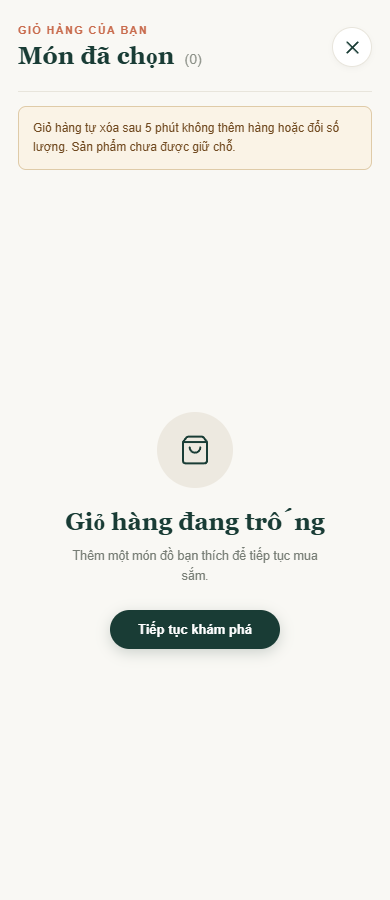 GIỎ HÀNG CỦA BẠN
Món đã chọn (0)
Giỏ hàng tự xóa sau 5 phút không thêm hàng hoặc đổi số
lượng. Sản phẩm chưa được giữ chỗ.
Giỏ hàng đang trống
Thêm một món đồ bạn thích để tiếp tục mua
sắm.
Tiếp tục khám phá